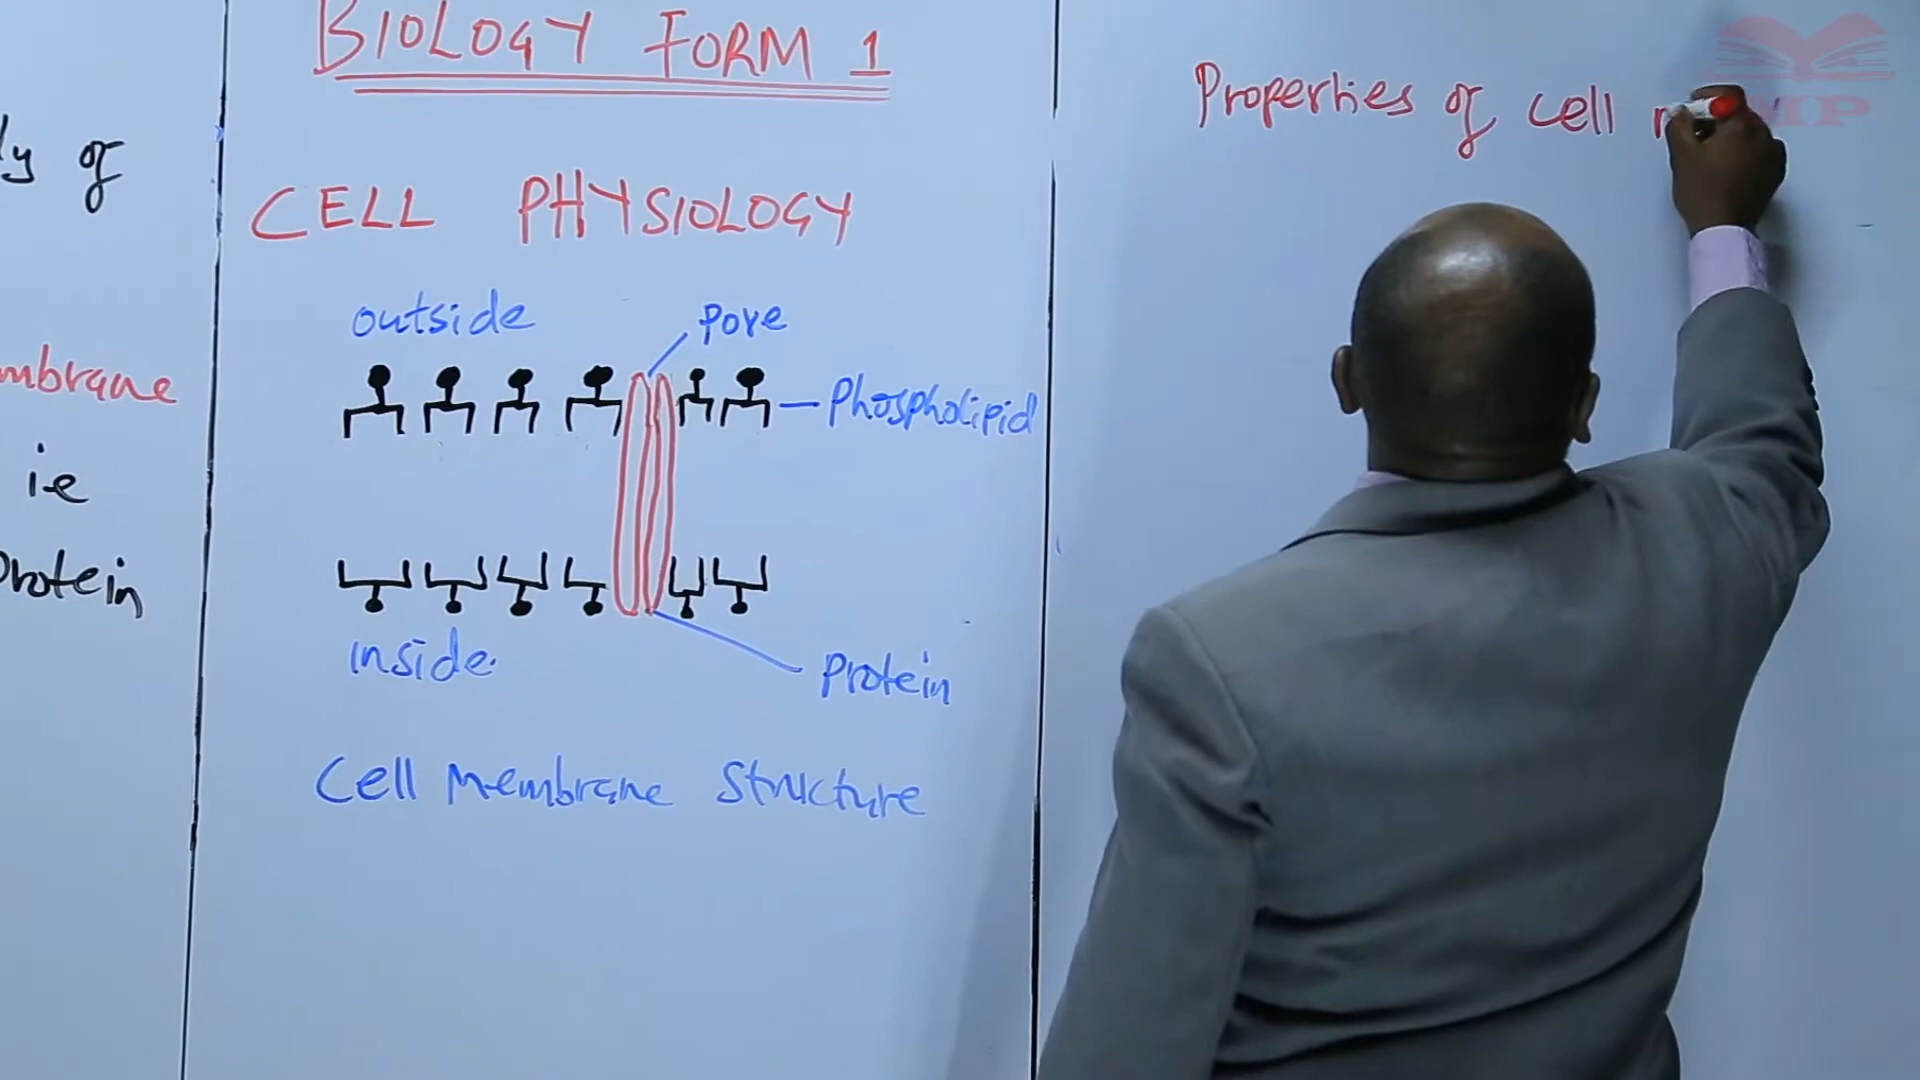 BIOLOGY FORM 1
CELL PHYSIOLOGY
of
mbrane
ie
Protein
outside
Pore
Phospholipid
inside
Protein
Cell Membrane Structure
Properties of cell
MP